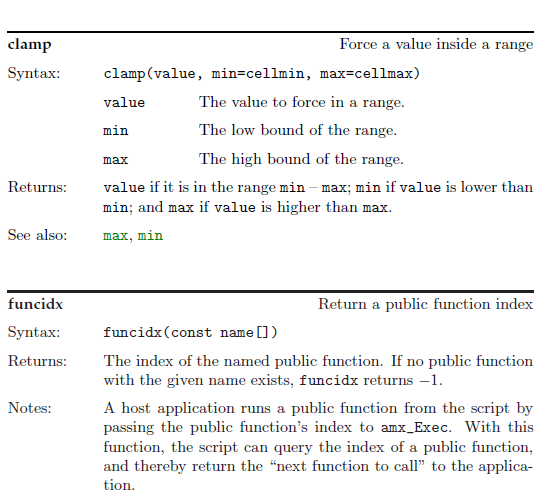 clamp Force a value inside a range
Syntax: clamp(value, min=cellmin, max=cellmax)
value The value to force in a range.
min The low bound of the range.
max The high bound of the range.
Returns: value if it is in the range min – max; min if value is lower than
min; and max if value is higher than max.
See also: max, min
funcidx Return a public function index
Syntax: funcidx(const name[])
Returns: The index of the named public function. If no public function
with the given name exists, funcidx returns −1.
Notes: A host application runs a public function from the script by
passing the public function’s index to amx_Exec. With this
function, the script can query the index of a public function,
and thereby return the “next function to call” to the applica-
tion.